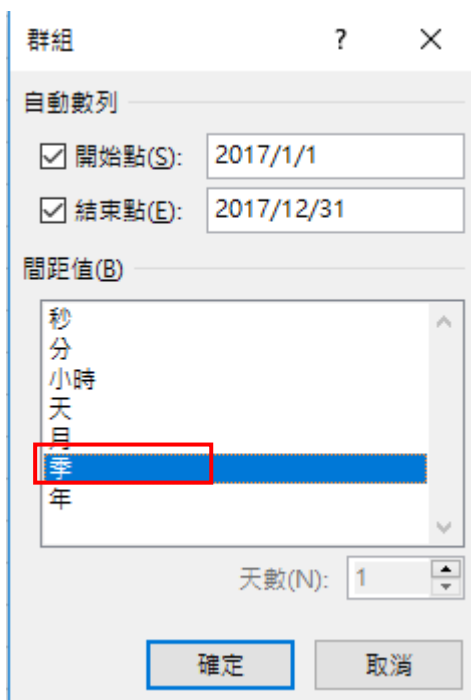 群組 ?
自動數列
開始點(S): 2017/1/1
結束點(E): 2017/12/31
間距值(B)
秒
分
小時
天
月
季
年
天數(N): 1
確定 取消